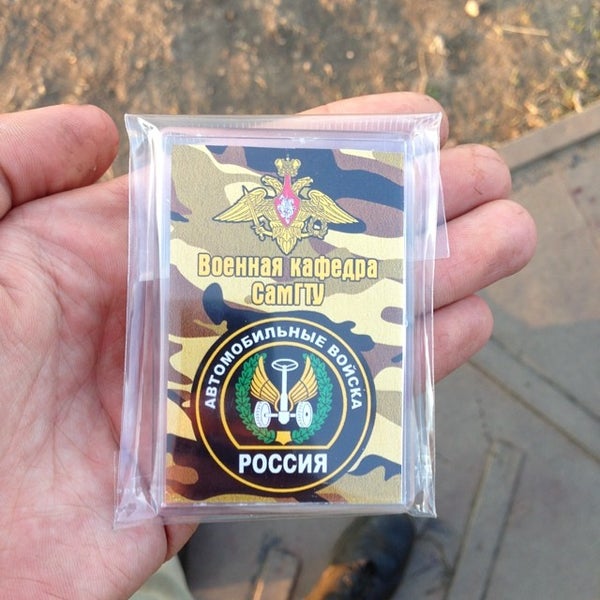 Военная кафедра
СамГТУ
АВТОМОБИЛЬНЫЕ ВОЙСКА
РОССИЯ